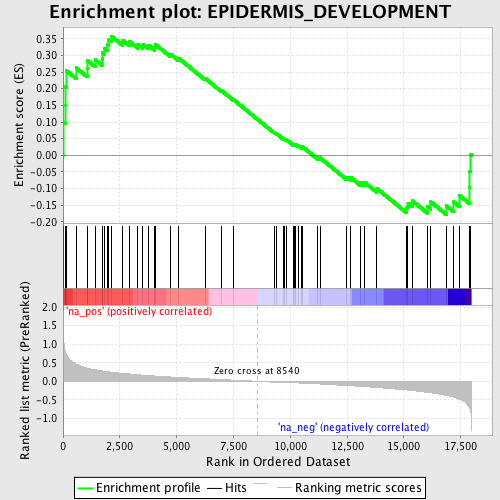 Enrichment plot: EPIDERMIS_DEVELOPMENT
Enrichment score (ES)
0.35
0.30
0.25
0.20
0.15
0.10
0.05
0.00
-0.05
-0.10
-0.15
-0.20
'na_pos' (positively correlated)
Ranked list metric (PreRanked)
2.0
1.5
1.0
0.5
0.0
-0.5
-1.0
Zero cross at 8540
'na_neg' (negatively correlated)
0
2,500
5,000
7,500
10,000
12,500
15,000
17,500
Rank in Ordered Dataset
Enrichment profile
Hits
Ranking metric scores